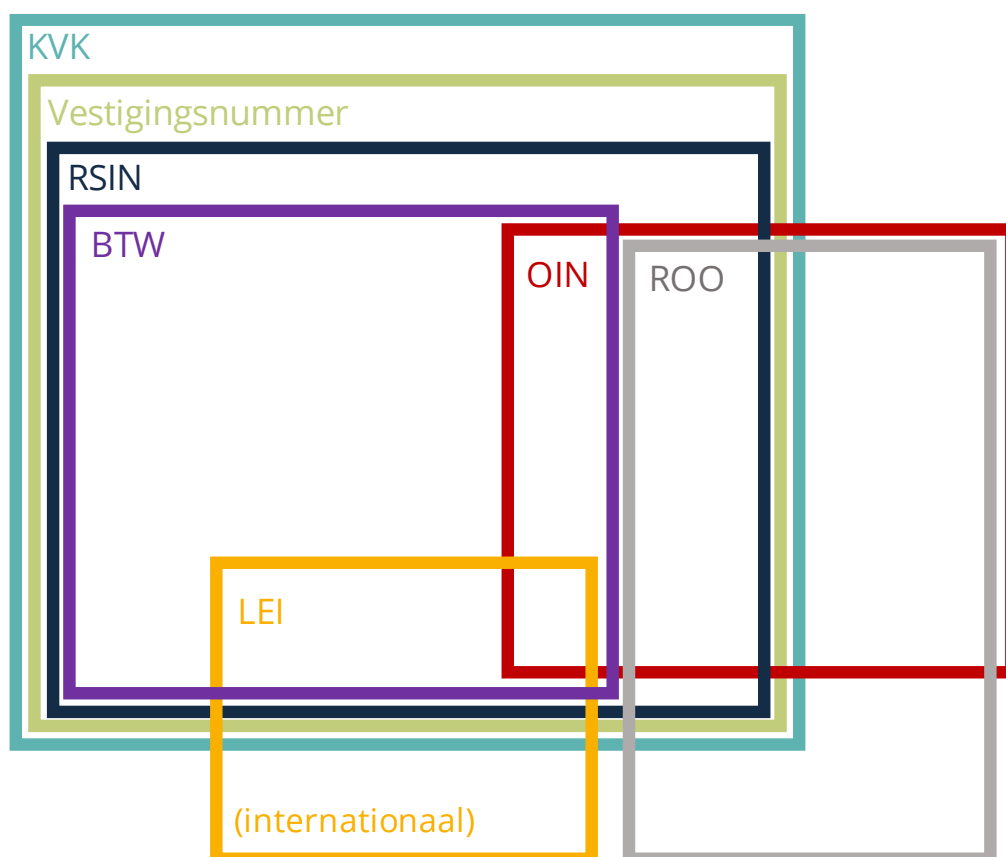 KVK
Vestigingsnummer
RSIN
BTW
OIN
ROO
LEI
(internationaal)